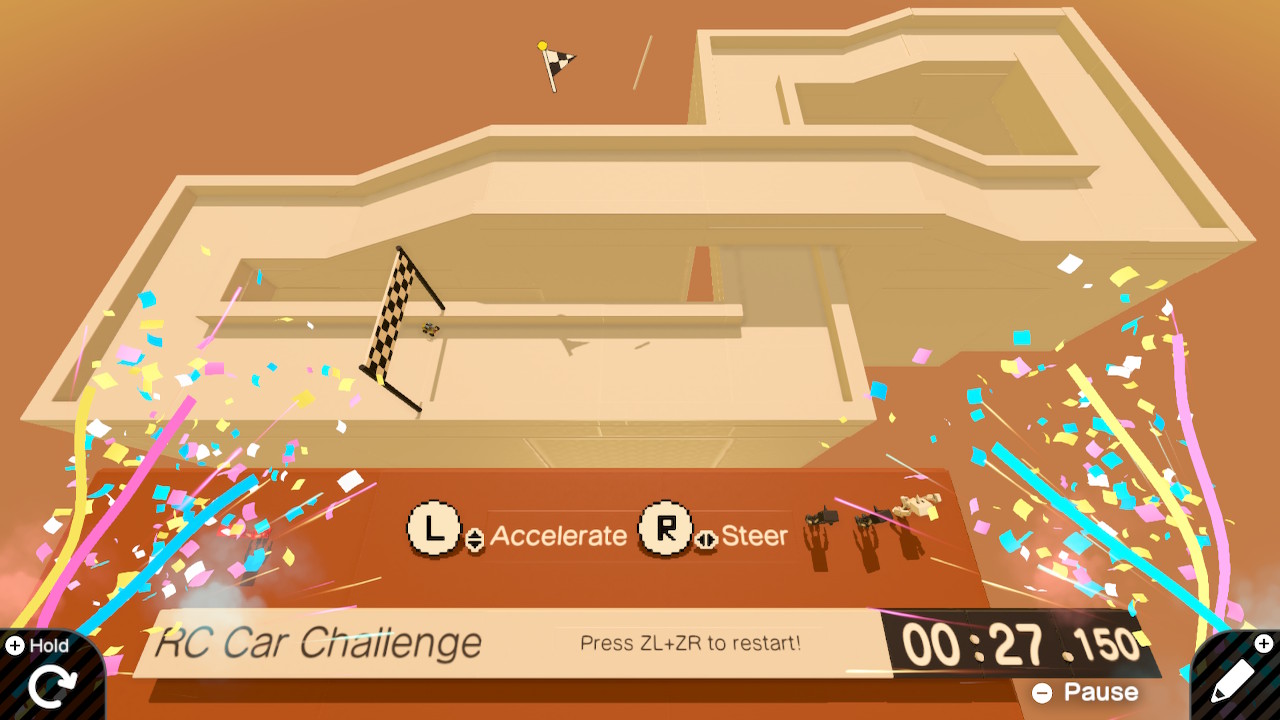 L Accelerate R Steer
RC Car Challenge
Press ZL+ZR to restart!
00:27.150
Hold
Pause